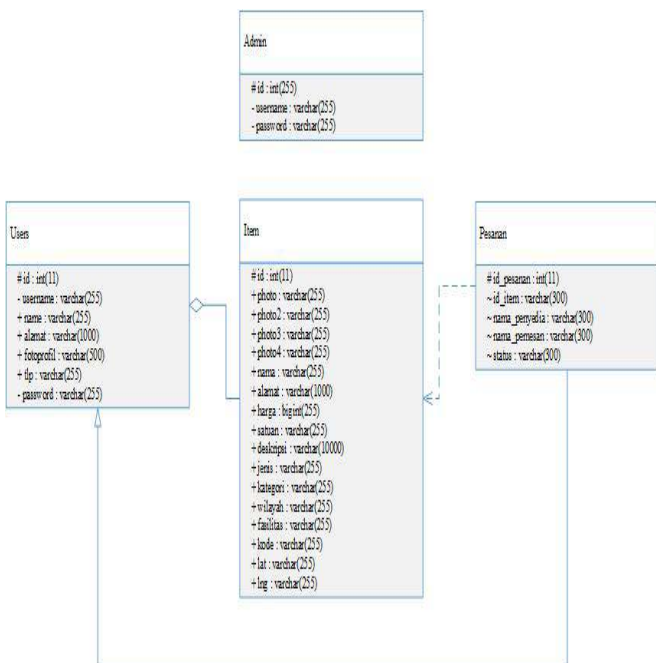 Admin
# id : int(255)
- username : varchar(255)
- password : varchar(255)
Users
# id : int(11)
- username : varchar(255)
+ name : varchar(255)
+ alamat : varchar(1000)
+ fotoprofil : varchar(500)
+ tlp : varchar(255)
- password : varchar(255)
Item
# id : int(11)
+ photo : varchar(255)
+ photo2 : varchar(255)
+ photo3 : varchar(255)
+ photo4 : varchar(255)
+ nama : varchar(255)
+ alamat : varchar(1000)
+ harga : bigint(255)
+ satuan : varchar(255)
+ deskripsi : varchar(10000)
+ jenis : varchar(255)
+ kategori : varchar(255)
+ wilayah : varchar(255)
+ fasilitas : varchar(255)
+ kode : varchar(255)
+ lat : varchar(255)
+ lng : varchar(255)
Pesanan
# id_pesanan : int(11)
~ id_item : varchar(300)
~ nama_penyedia : varchar(300)
~ nama_pemesan : varchar(300)
~ status : varchar(300)